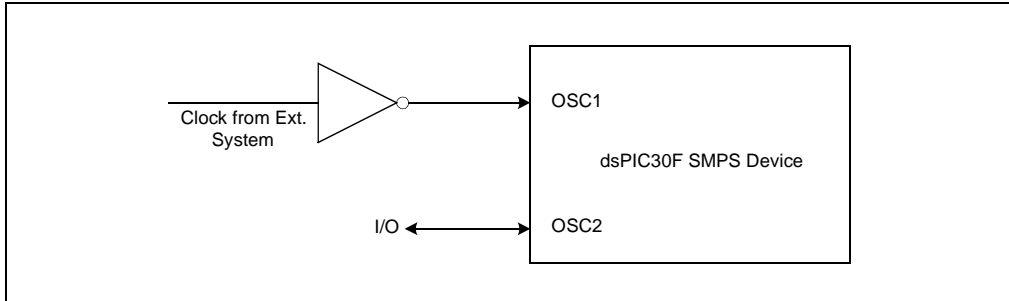 OSC1
Clock from Ext.
System
dsPIC30F SMPS Device
I/O
OSC2